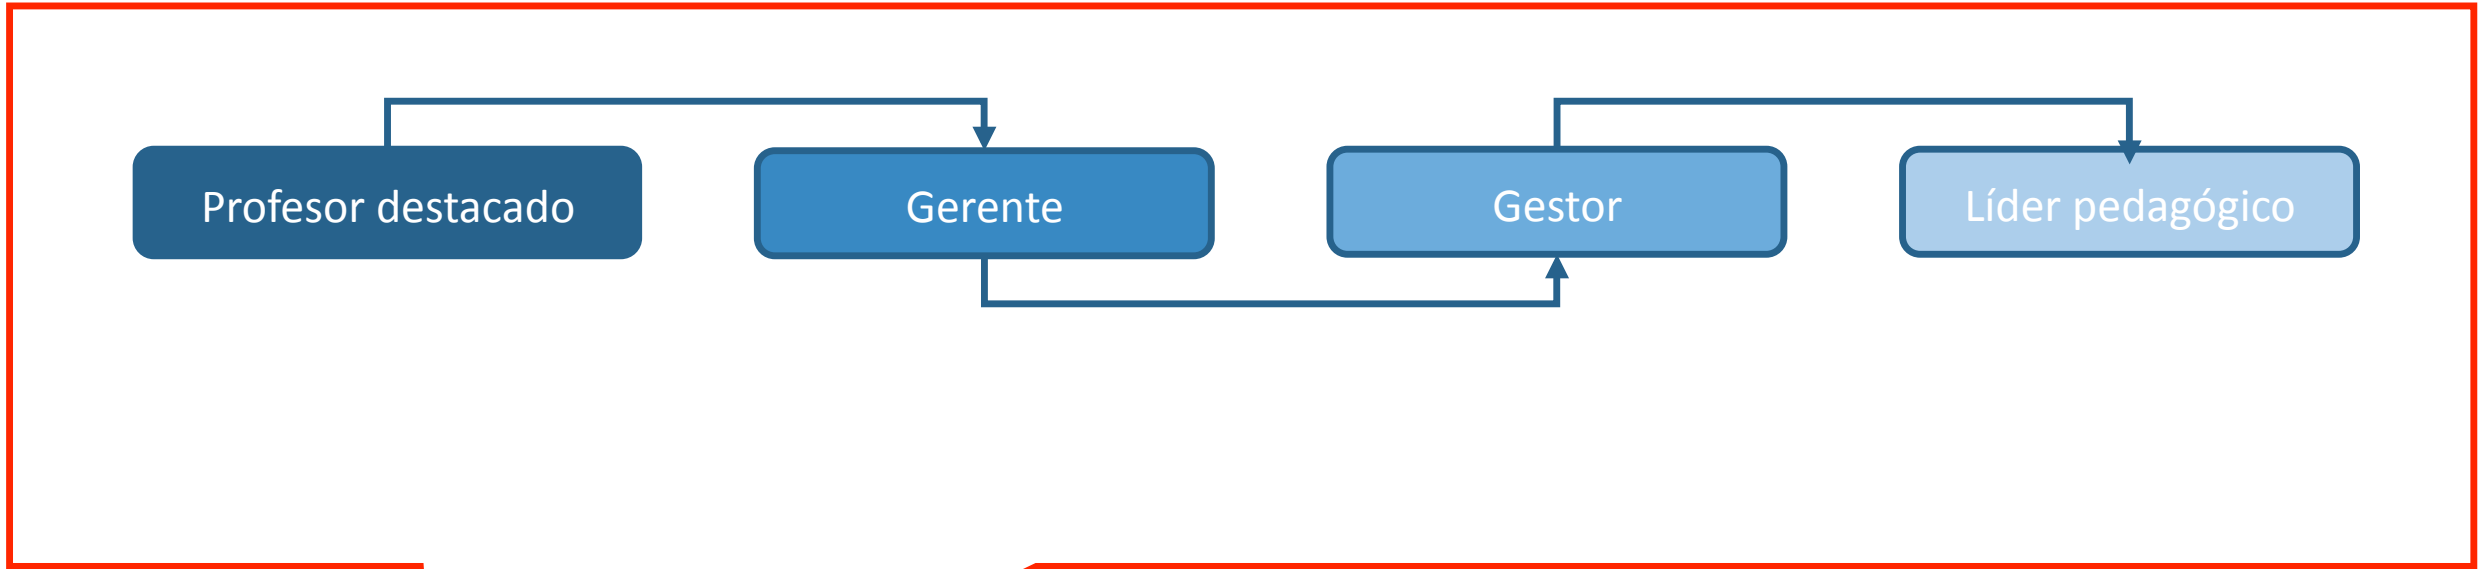 Profesor destacado
Gerente
Gestor
Líder pedagógico